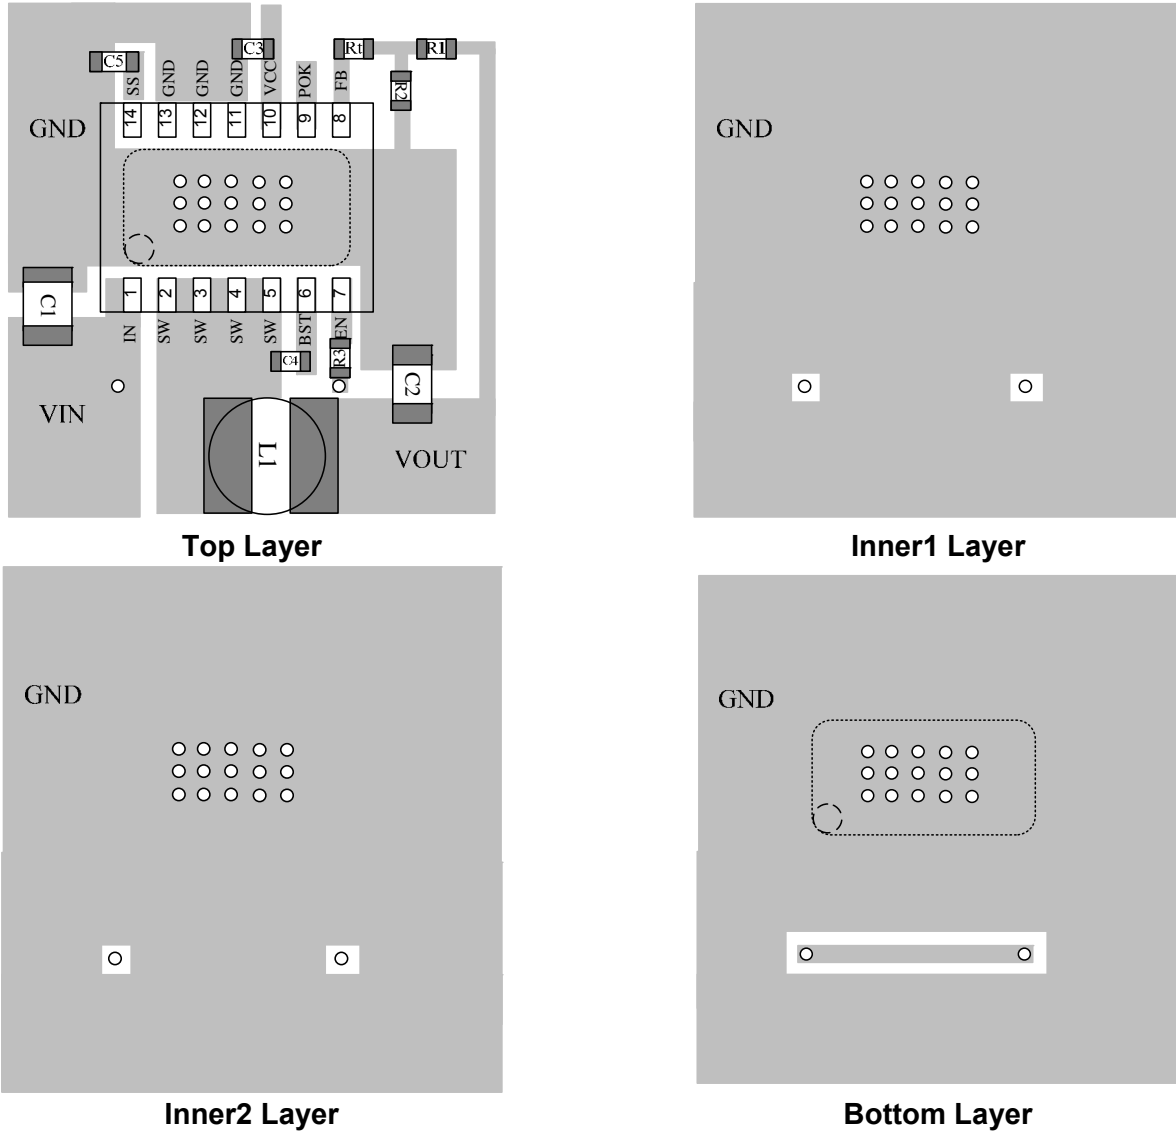 C5
C3
Rt
R1
R2
SS
GND
GND
GND
VCC
POK
FB
14
13
12
11
10
9
8
GND
C1
1
2
3
4
5
6
7
IN
SW
SW
SW
SW
BST
EN
C4
R3
C2
VIN
L1
VOUT
Top Layer
GND
Inner1 Layer
GND
Inner2 Layer
GND
Bottom Layer